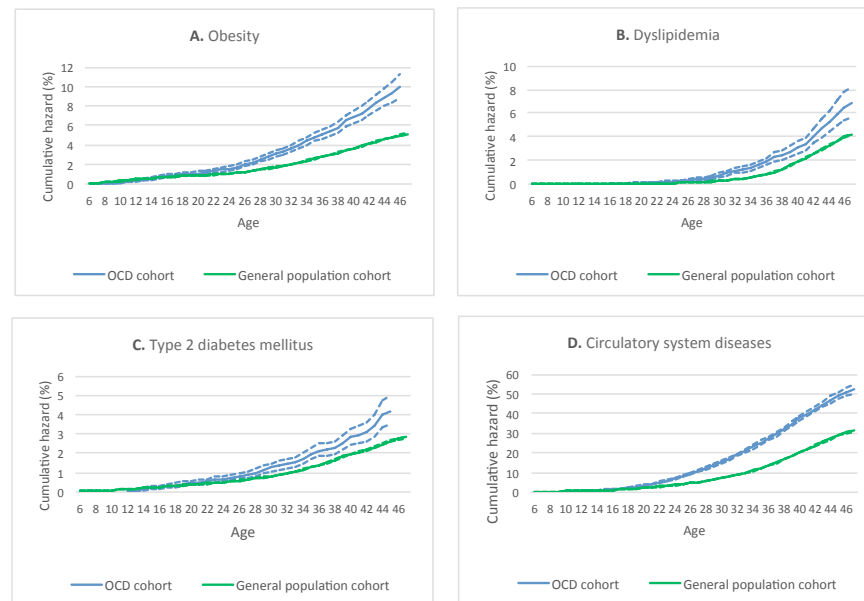 A. Obesity
Cumulative hazard (%)
12
10
8
6
4
2
0
6 8 10 12 14 16 18 20 22 24 26 28 30 32 34 36 38 40 42 44 46
Age
OCD cohort General population cohort
B. Dyslipidemia
Cumulative hazard (%)
10
8
6
4
2
0
6 8 10 12 14 16 18 20 22 24 26 28 30 32 34 36 38 40 42 44 46
Age
OCD cohort General population cohort
C. Type 2 diabetes mellitus
Cumulative hazard (%)
6
5
4
3
2
1
0
6 8 10 12 14 16 18 20 22 24 26 28 30 32 34 36 38 40 42 44 46
Age
OCD cohort General population cohort
D. Circulatory system diseases
Cumulative hazard (%)
60
50
40
30
20
10
0
6 8 10 12 14 16 18 20 22 24 26 28 30 32 34 36 38 40 42 44 46
Age
OCD cohort General population cohort